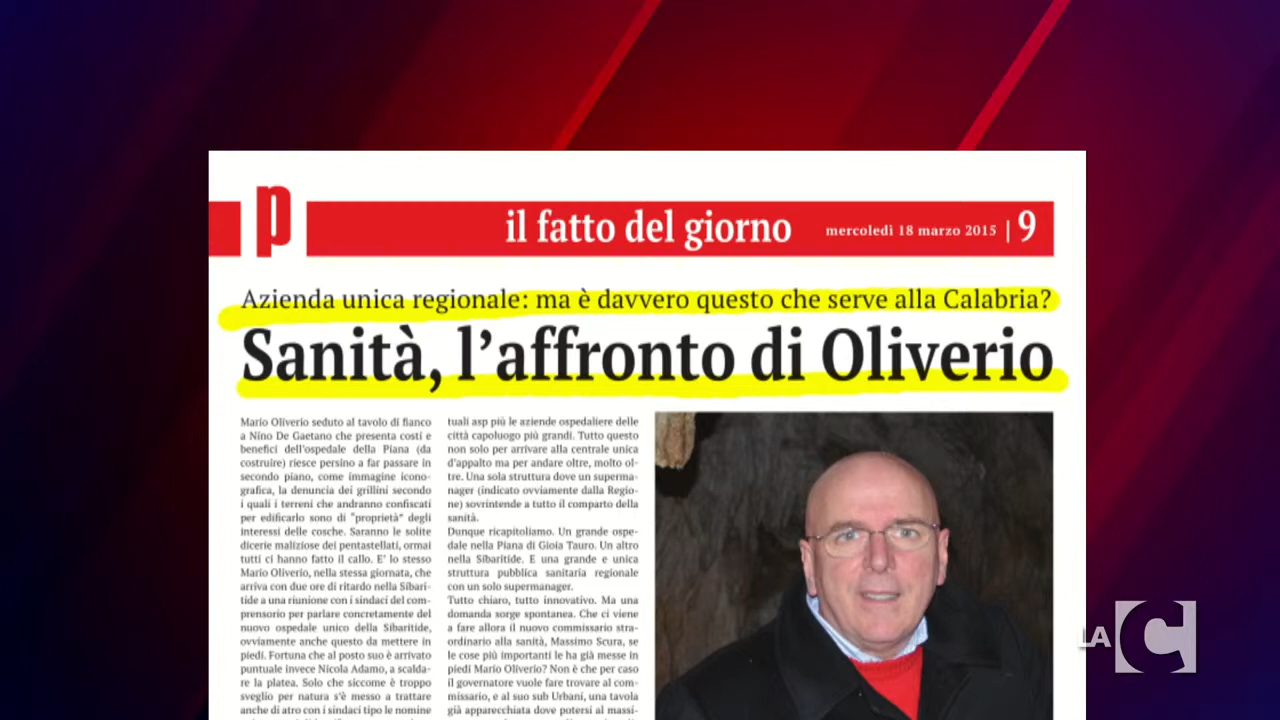 p
il fatto del giorno
mercoledì 18 marzo 2015 | 9
Azienda unica regionale: ma è davvero questo che serve alla Calabria?
Sanità, l'affronto di Oliverio
Mario Oliverio seduto al tavolo di fianco
a Nino De Gaetano che presenta costi e
benefici dell'ospedale della Piana (da
costruire) riesce persino a far passare in
secondo piano, come immagine icono-
grafica, la denuncia dei grillini secondo
i quali i terreni che andranno confiscati
per edificarlo sono di "proprietà" degli
interessi delle cosche. Saranno le solite
dicerie maliziose dei pentastellati, ormai
tutti ci hanno fatto il callo. E' lo stesso
Mario Oliverio, nella stessa giornata, che
arriva con due ore di ritardo nella Sibari-
tide a una riunione con i sindaci del com-
prensorio per parlare concretamente del
nuovo ospedale unico della Sibaritide,
ovviamente anche questo da mettere in
piedi. Fortuna che al posto suo è arrivato
puntuale invece Nicola Adamo, a scalda-
re la platea. Solo che siccome è troppo
sveglio per natura s'è messo a trattare
anche di atro con i sindaci tipo le nomine
tuali asp più le aziende ospedaliere delle
città capoluogo più grandi. Tutto questo
non solo per arrivare alla centrale unica
d'appalto ma per andare oltre, molto ol-
tre. Una sola struttura dove un superma-
nager (indicato ovviamente dalla Regio-
ne) sovrintende a tutto il comparto della
sanità.
Dunque ricapitoliamo. Un grande ospe-
dale nella Piana di Gioia Tauro. Un altro
nella Sibaritide. E una grande e unica
struttura pubblica sanitaria regionale
con un solo supermanager.
Tutto chiaro, tutto innovativo. Ma una
domanda sorge spontanea. Che ci viene
a fare allora il nuovo commissario stra-
ordinario alla sanità, Massimo Scura, se
le cose più importanti le ha già messe in
piedi Mario Oliverio? Non è che per caso
il governatore vuole fare trovare al com-
missario, e al suo sub Urbani, una tavola
già apparecchiata dove potersi al massi-
LA C